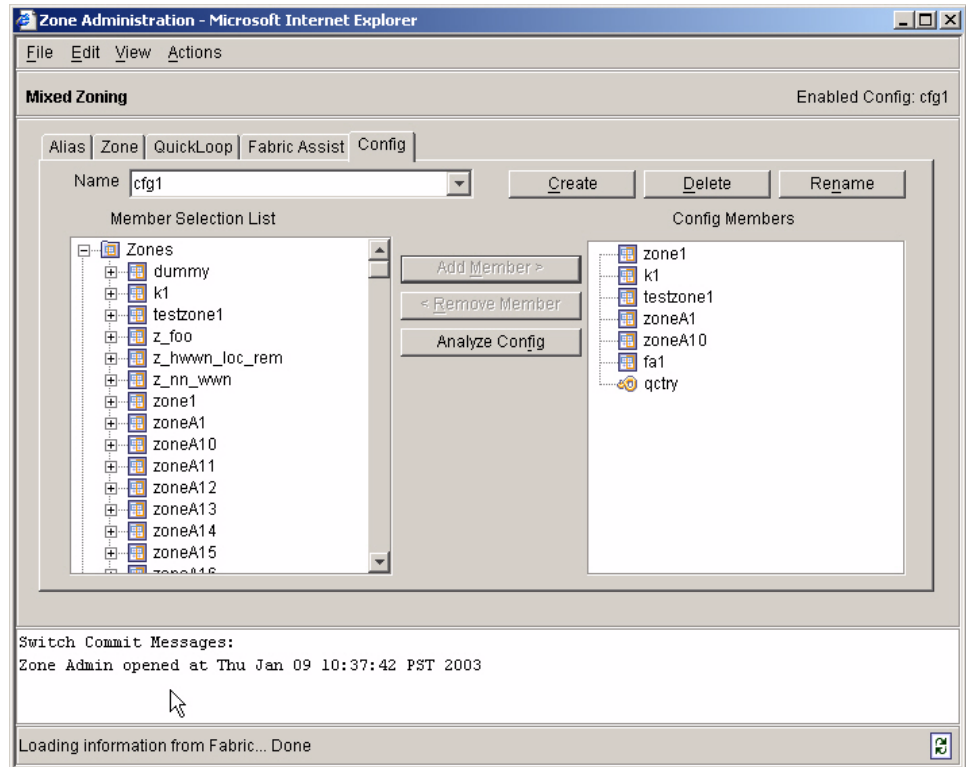 Zone Administration - Microsoft Internet Explorer
File Edit View Actions
Mixed Zoning
Enabled Config: cfg1
Alias Zone QuickLoop Fabric Assist Config
Name cfg1
Create Delete Rename
Member Selection List
Zones
dummy
k1
testzone1
z_foo
z_hwwn_loc_rem
z_nn_wwn
zone1
zoneA1
zoneA10
zoneA11
zoneA12
zoneA13
zoneA14
zoneA15
zoneA16
Add Member >
< Remove Member
Analyze Config
Config Members
zone1
k1
testzone1
zoneA1
zoneA10
fa1
qctry
Switch Commit Messages:
Zone Admin opened at Thu Jan 09 10:37:42 PST 2003
Loading information from Fabric... Done